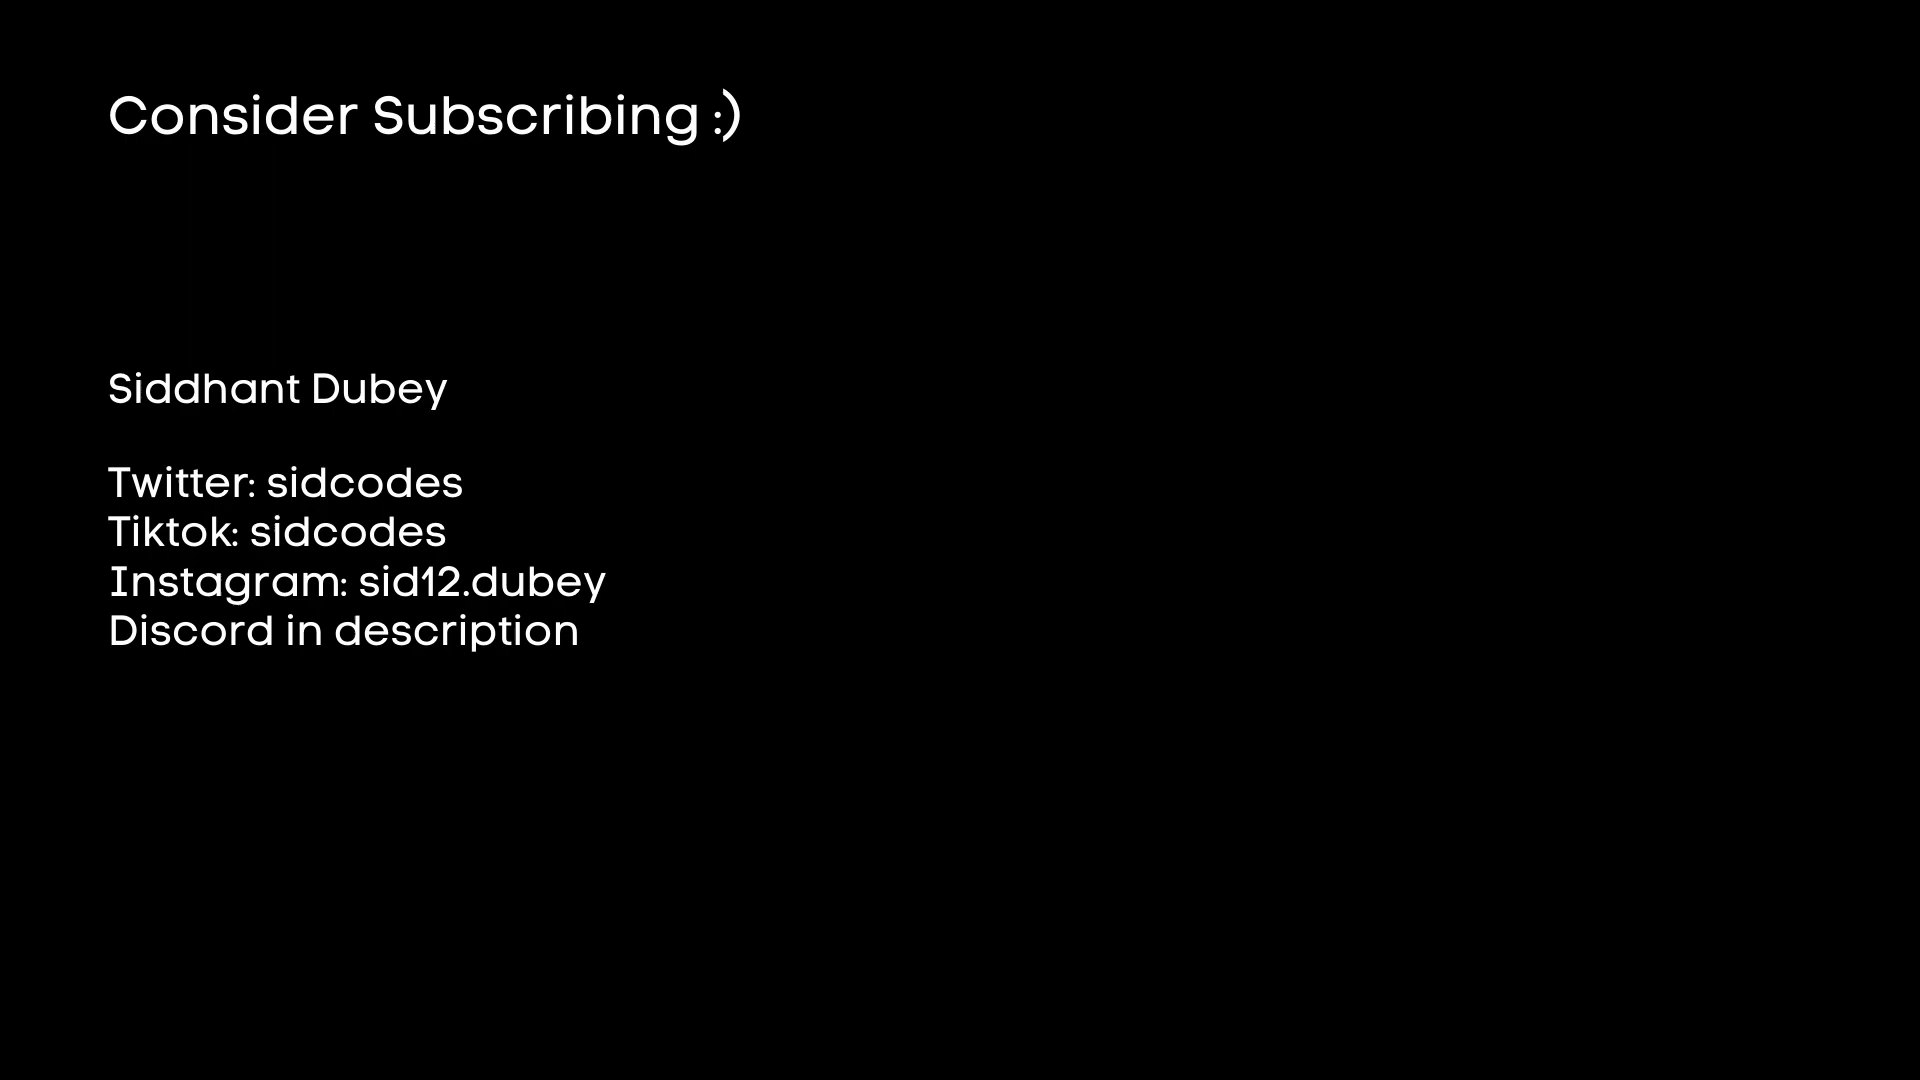 Consider Subscribing :)
Siddhant Dubey
Twitter: sidcodes
Tiktok: sidcodes
Instagram: sid12.dubey
Discord in description